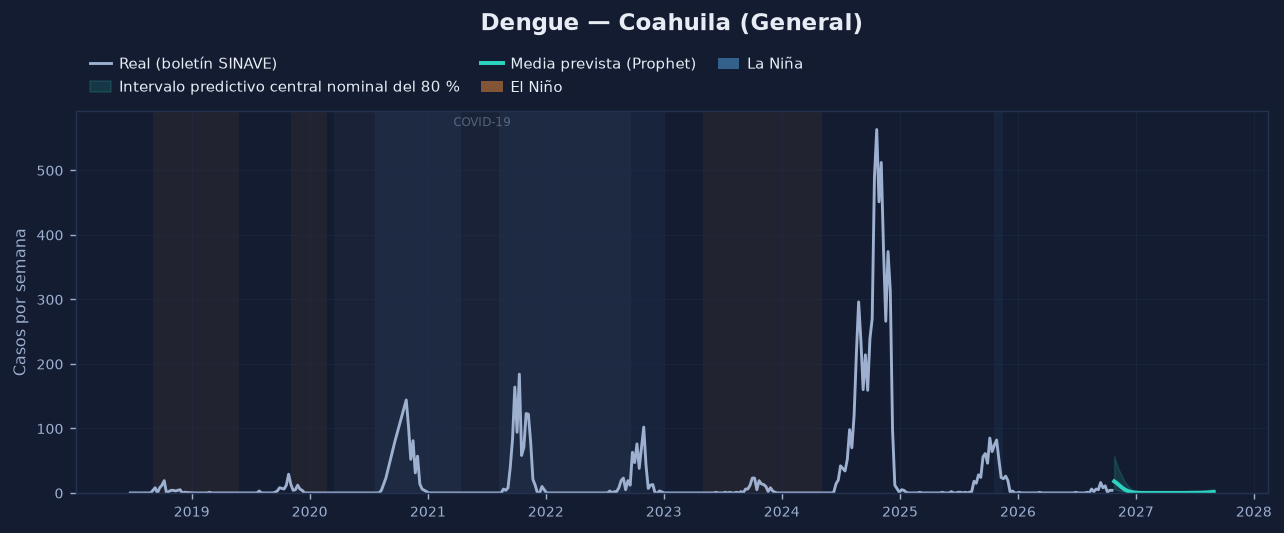 Dengue — Coahuila (General)
Real (boletín SINAVE)
Media prevista (Prophet)
La Niña
Intervalo predictivo central nominal del 80 %
El Niño
COVID-19
Casos por semana
500
400
300
200
100
0
2019 2020 2021 2022 2023 2024 2025 2026 2027 2028